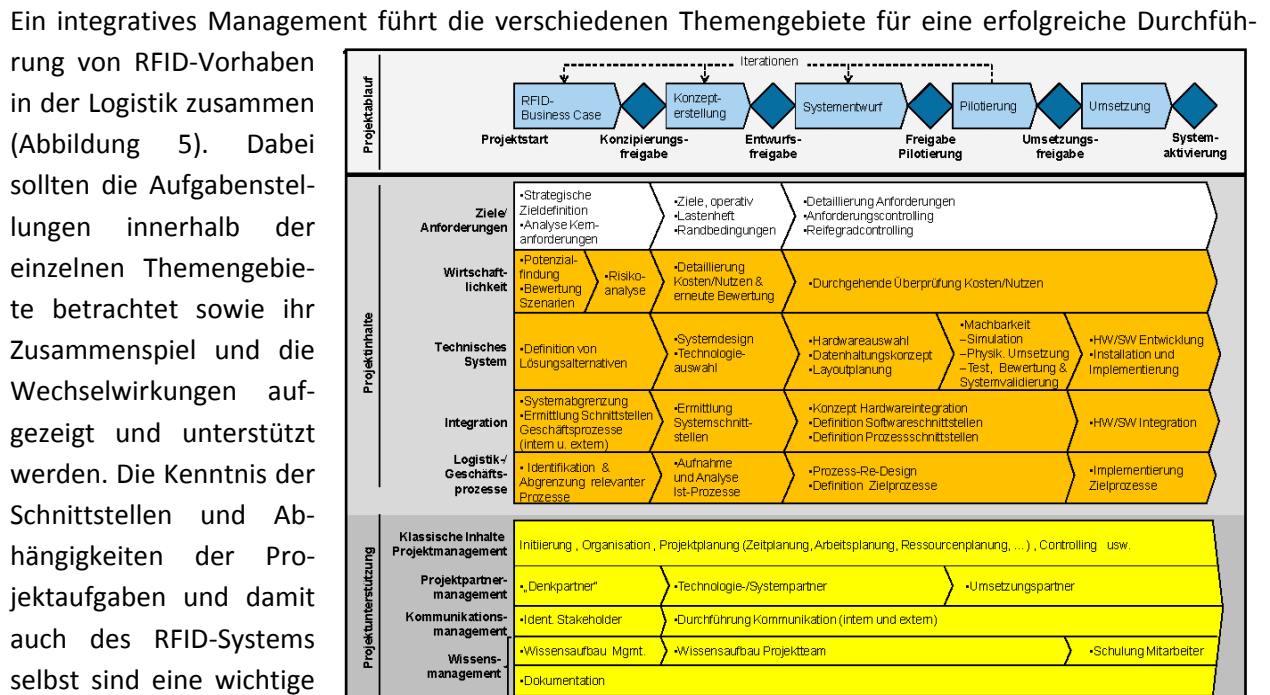 Ein integratives Management führt die verschiedenen Themengebiete für eine erfolgreiche Durchfüh-
rung von RFID-Vorhaben
in der Logistik zusammen
(Abbildung 5). Dabei
sollten die Aufgabenstel-
lungen innerhalb der
einzelnen Themengebie-
te betrachtet sowie ihr
Zusammenspiel und die
Wechselwirkungen auf-
gezeigt und unterstützt
werden. Die Kenntnis der
Schnittstellen und Ab-
hängigkeiten der Pro-
jektaufgaben und damit
auch des RFID-Systems
selbst sind eine wichtige
Projektablauf
Iterationen
RFID-
Business Case
Konzept-
erstellung
Systementwurf
Pilotierung
Umsetzung
Projektstart
Konzipierungs-
freigabe
Entwurfs-
freigabe
Freigabe
Pilotierung
Umsetzungs-
freigabe
System-
aktivierung
Projektinhalte
Ziele/
Anforderungen
•Strategische
Zieldefinition
•Analyse Kern-
anforderungen
•Ziele, operativ
•Lastenheft
•Randbedingungen
•Detaillierung Anforderungen
•Anforderungscontrolling
•Reifegradcontrolling
Wirtschaft-
lichkeit
•Potenzial-
findung
•Bewertung
Szenarien
•Risiko-
analyse
•Detaillierung
Kosten/Nutzen &
erneute Bewertung
•Durchgehende Überprüfung Kosten/Nutzen
Technisches
System
•Definition von
Lösungsalternativen
•Systemdesign
•Technologie-
auswahl
•Hardwareauswahl
•Datenhaltungskonzept
•Layoutplanung
•Machbarkeit
–Simulation
–Physik. Umsetzung
–Test, Bewertung &
Systemvalidierung
•HW/SW Entwicklung
•Installation und
Implementierung
Integration
•Systemabgrenzung
•Ermittlung Schnittstellen
Geschäftsprozesse
(intern u. extern)
•Ermittlung
Systemschnitt-
stellen
•Konzept Hardwareintegration
•Definition Softwareschnittstellen
•Definition Prozessschnittstellen
•HW/SW Integration
Logistik-/
Geschäfts-
prozesse
• Identifikation &
Abgrenzung relevanter
Prozesse
•Aufnahme
und Analyse
Ist-Prozesse
•Prozess-Re-Design
•Definition Zielprozesse
•Implementierung
Zielprozesse
Projektunterstützung
Klassische Inhalte
Projektmanagement
Initiierung , Organisation , Projektplanung (Zeitplanung, Arbeitsplanung, Ressourcenplanung, ...) , Controlling usw.
Projektpartner-
management
•„Denkpartner“
•Technologie-/Systempartner
•Umsetzungspartner
Kommunikations-
management
•Ident. Stakeholder
•Durchführung Kommunikation (intern und extern)
Wissens-
management
•Wissensaufbau Mgmt.
•Wissensaufbau Projektteam
•Schulung Mitarbeiter
•Dokumentation